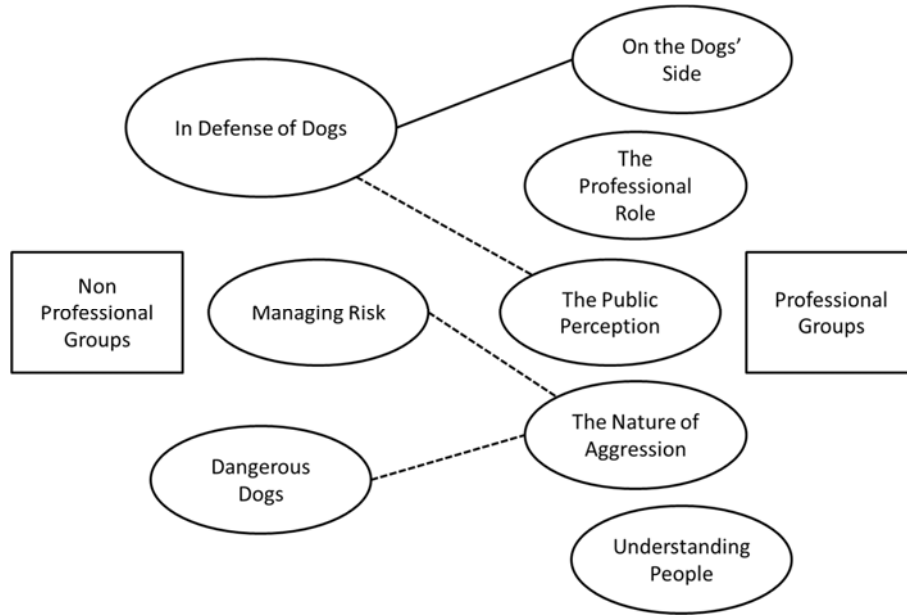 On the Dogs'
Side
In Defense of Dogs
The
Professional
Role
Non
Professional
Groups
Managing Risk
The Public
Perception
Professional
Groups
The Nature of
Aggression
Dangerous
Dogs
Understanding
People